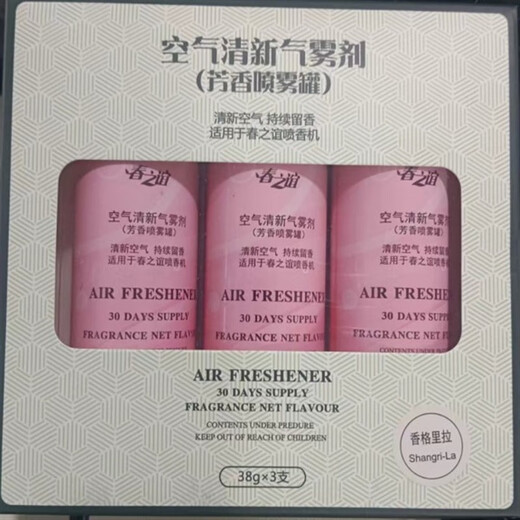 空气清新气雾剂
（芳香喷雾罐）
清新空气 持续留香
适用于春之谊喷香机
春之谊
空气清新气雾剂
（芳香喷雾罐）
清新空气 持续留香
适用于春之谊喷香机
AIR FRESHENER
30 DAYS SUPPLY
FRAGRANCE NET FLAVOU
春之谊
空气清新气雾剂
（芳香喷雾罐）
清新空气 持续留香
适用于春之谊喷香机
AIR FRESHENER
30 DAYS SUPPLY
FRAGRANCE NET FLAVOU
春之谊
空气清新气雾剂
（芳香喷雾罐）
清新空气 持续留香
适用于春之谊喷香机
AIR FRESHENE
30 DAYS SUPPLY
FRAGRANCE NET FLA
CONTENTS UNDER
AIR FRESHENER
30 DAYS SUPPLY
FRAGRANCE NET FLAVOUR
CONTENTS UNDER PREDURE
KEEP OUT OF REACH OF CHILDREN
香格里拉
Shangri-La
38g×3支